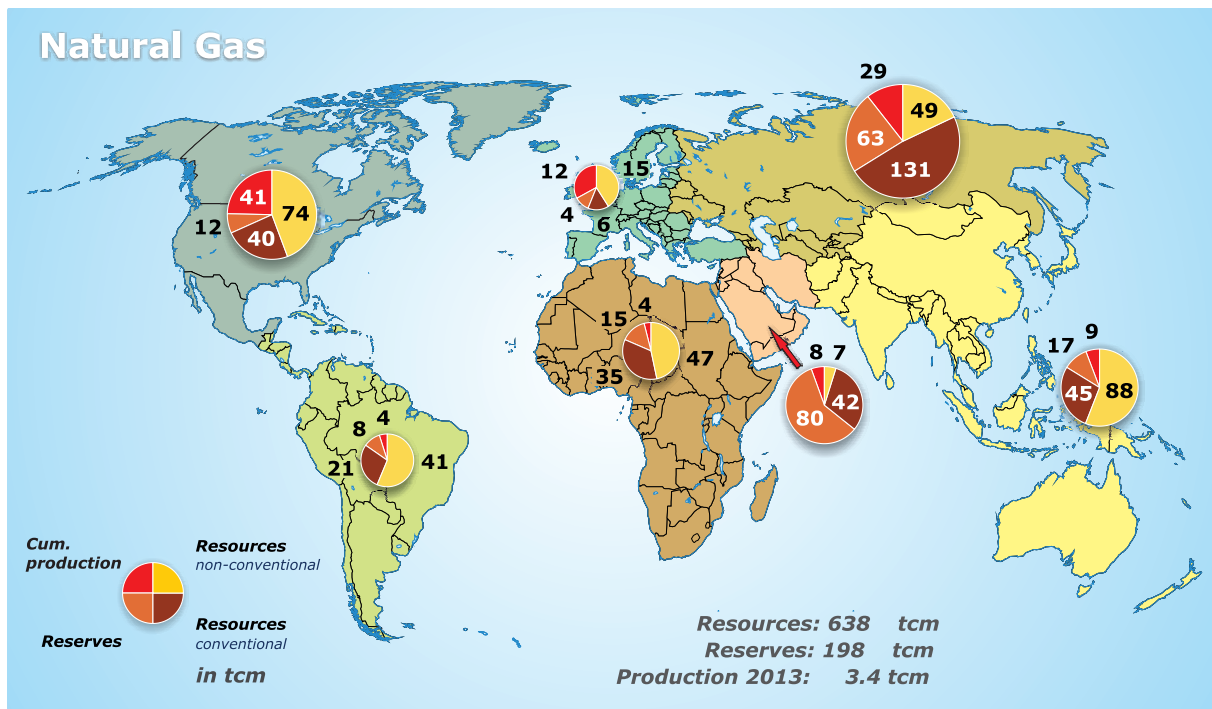 Natural Gas
29
49
63
131
12
15
4
6
41
74
12
40
4
15
47
35
8 7
42
80
9
17
45
88
4
8
41
21
Cum.
production
Resources
non-conventional
Reserves
Resources
conventional
in tcm
Resources: 638 tcm
Reserves: 198 tcm
Production 2013: 3.4 tcm